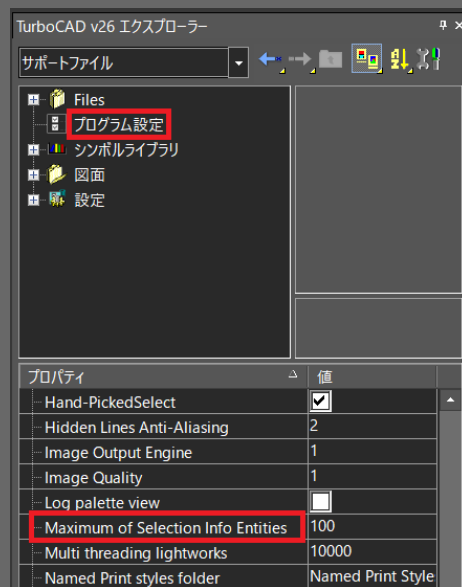 TurboCAD v26 エクスプローラー
サポートファイル
Files
プログラム設定
シンボルライブラリ
図面
設定
プロパティ 値
Hand-PickedSelect
Hidden Lines Anti-Aliasing 2
Image Output Engine 1
Image Quality 1
Log palette view
Maximum of Selection Info Entities 100
Multi threading lightworks 10000
Named Print styles folder Named Print Style